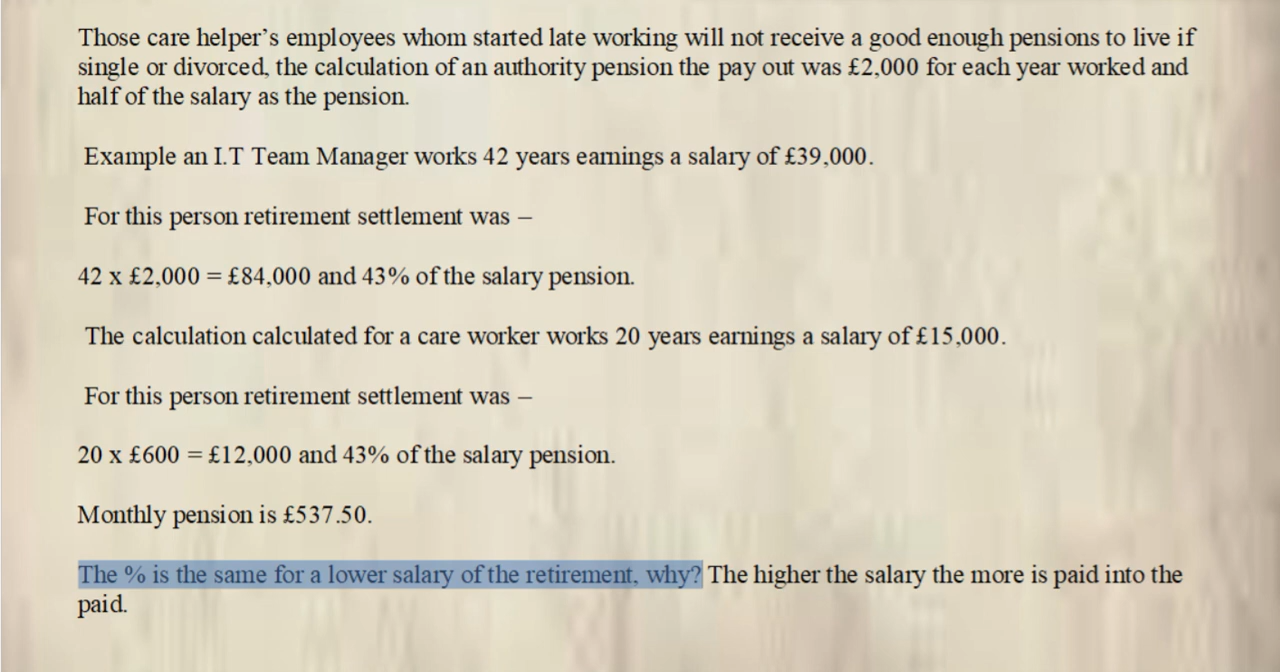 Those care helper's employees whom started late working will not receive a good enough pensions to live if
single or divorced, the calculation of an authority pension the pay out was £2,000 for each year worked and
half of the salary as the pension.
Example an I.T Team Manager works 42 years earnings a salary of £39,000.
For this person retirement settlement was –
42 x £2,000 = £84,000 and 43% of the salary pension.
The calculation calculated for a care worker works 20 years earnings a salary of £15,000.
For this person retirement settlement was –
20 x £600 = £12,000 and 43% of the salary pension.
Monthly pension is £537.50.
The % is the same for a lower salary of the retirement, why? The higher the salary the more is paid into the
paid.